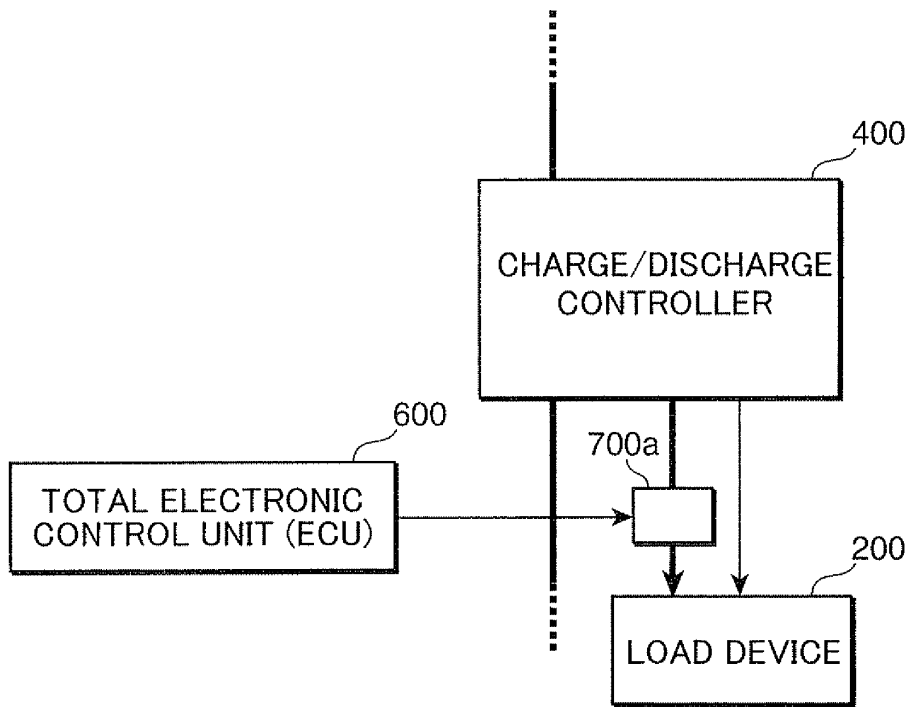 400
CHARGE/DISCHARGE
CONTROLLER
600
700a
TOTAL ELECTRONIC
CONTROL UNIT (ECU)
200
LOAD DEVICE